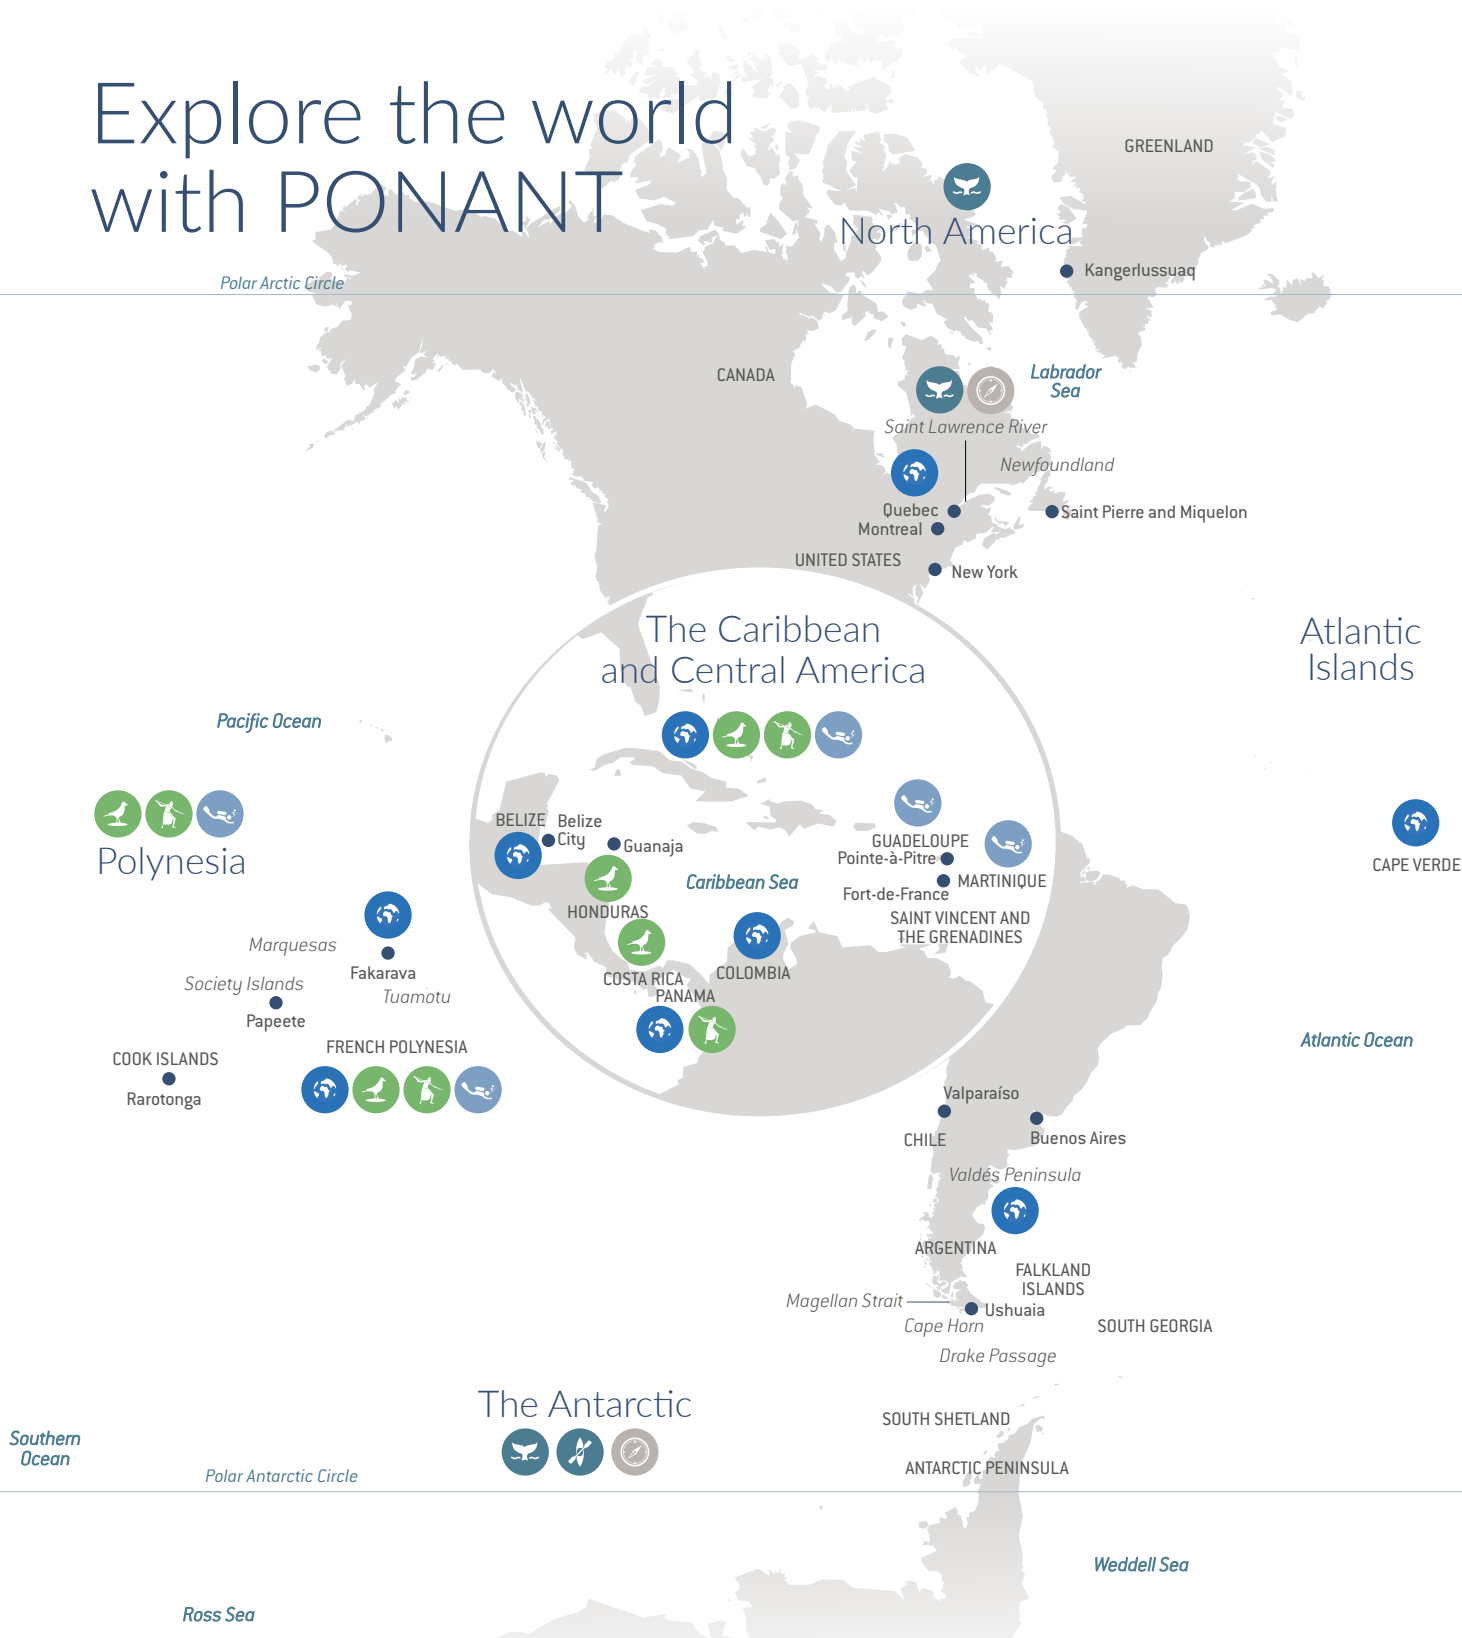 Explore the world
with PONANT
GREENLAND
North America
Kangerlussuaq
Polar Arctic Circle
CANADA
Labrador
Sea
Saint Lawrence River
Newfoundland
Quebec
Saint Pierre and Miquelon
Montreal
UNITED STATES
New York
The Caribbean
and Central America
Atlantic
Islands
Pacific Ocean
BELIZE
Belize
City
Guanaja
GUADELOUPE
Pointe-à-Pitre
Polynesia
CAPE VERDE
Caribbean Sea
MARTINIQUE
Fort-de-France
HONDURAS
SAINT VINCENT AND
THE GRENADINES
Marquesas
Fakarava
COSTA RICA
COLOMBIA
Society Islands
Tuamotu
PANAMA
Papeete
FRENCH POLYNESIA
Atlantic Ocean
COOK ISLANDS
Rarotonga
Valparaíso
CHILE
Buenos Aires
Valdés Peninsula
ARGENTINA
FALKLAND
ISLANDS
Magellan Strait
Ushuaia
Cape Horn
SOUTH GEORGIA
Drake Passage
The Antarctic
SOUTH SHETLAND
Southern
Ocean
Polar Antarctic Circle
ANTARCTIC PENINSULA
Weddell Sea
Ross Sea